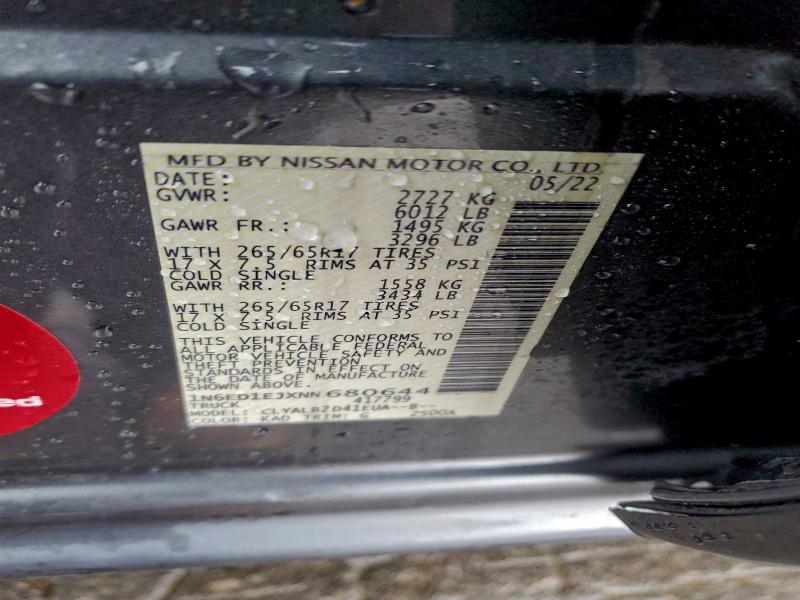 MFD BY NISSAN MOTOR CO., LTD.
DATE: 05/22
GVWR: 2727 KG
6012 LB
GAWR FR.: 1495 KG
3296 LB
WITH 265/65R17 TIRES
17 X 7.5 RIMS AT 35 PSI
COLD SINGLE
GAWR RR.: 1558 KG
3434 LB
WITH 265/65R17 TIRES
17 X 7.5 RIMS AT 35 PSI
COLD SINGLE
THIS VEHICLE CONFORMS TO
ALL APPLICABLE FEDERAL
MOTOR VEHICLE SAFETY AND
THEFT PREVENTION
STANDARDS IN EFFECT ON
THE DATE OF MANUFACTURE
SHOWN ABOVE.
1N6ED1EJXNN680644
TRUCK 417799
MODEL: CLYALBZD41EUA--B--
COLOR: KAD TRIM: G 2S00A
ed